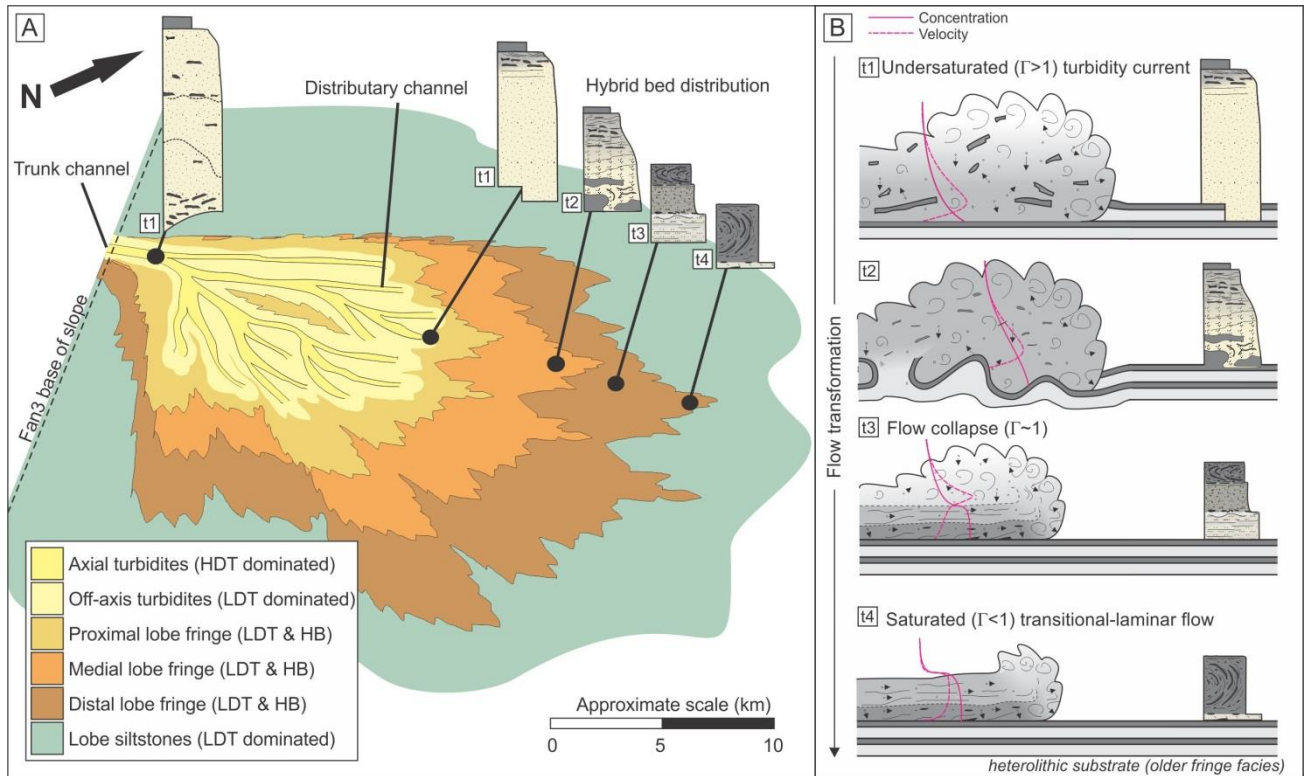 A
N
Trunk channel
t1
Distributary channel
Hybrid bed distribution
t1
t2
t3
t4
Fan3 base of slope
Axial turbidites (HDT dominated)
Off-axis turbidites (LDT dominated)
Proximal lobe fringe (LDT & HB)
Medial lobe fringe (LDT & HB)
Distal lobe fringe (LDT & HB)
Lobe siltstones (LDT dominated)
Approximate scale (km)
0 5 10
B
Concentration
Velocity
t1 Undersaturated (Γ>1) turbidity current
t2
t3 Flow collapse (Γ~1)
t4 Saturated (Γ<1) transitional-laminar flow
Flow transformation
heterolithic substrate (older fringe facies)